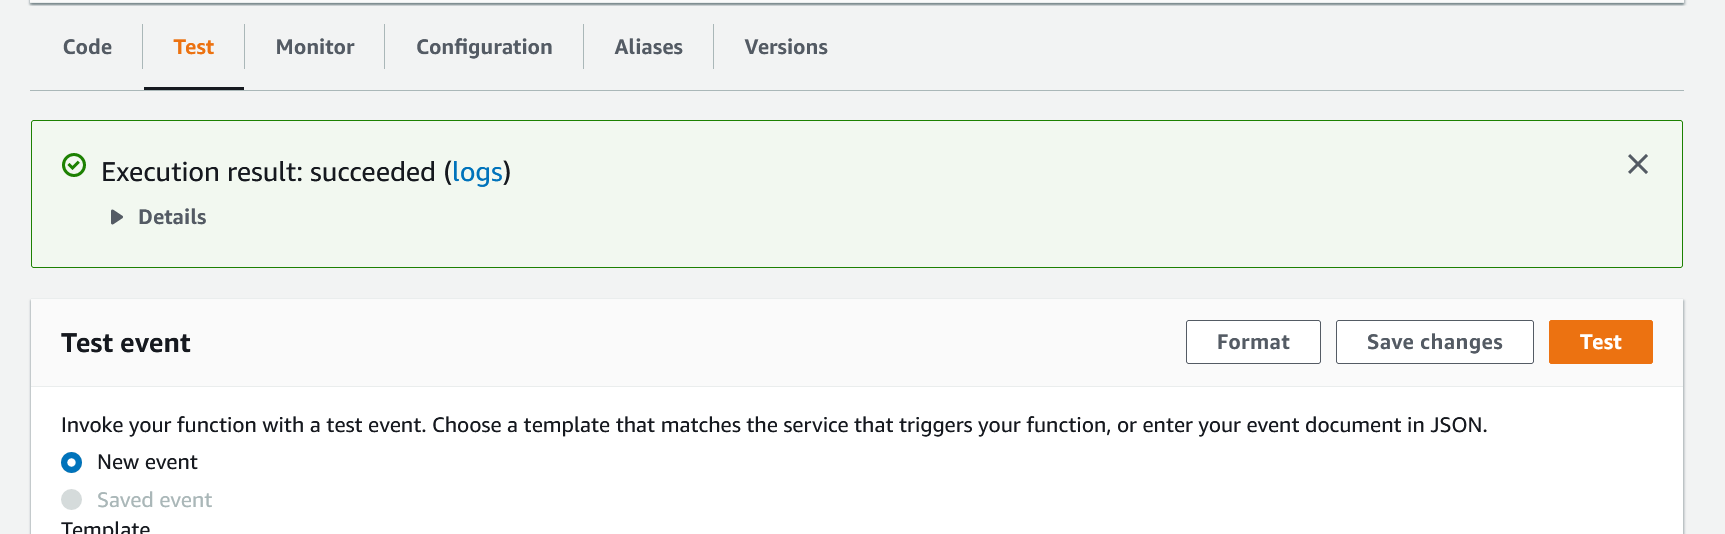 Code Test Monitor Configuration Aliases Versions
Execution result: succeeded (logs)
Details
Test event Format Save changes Test
Invoke your function with a test event. Choose a template that matches the service that triggers your function, or enter your event document in JSON.
New event
Saved event
Template